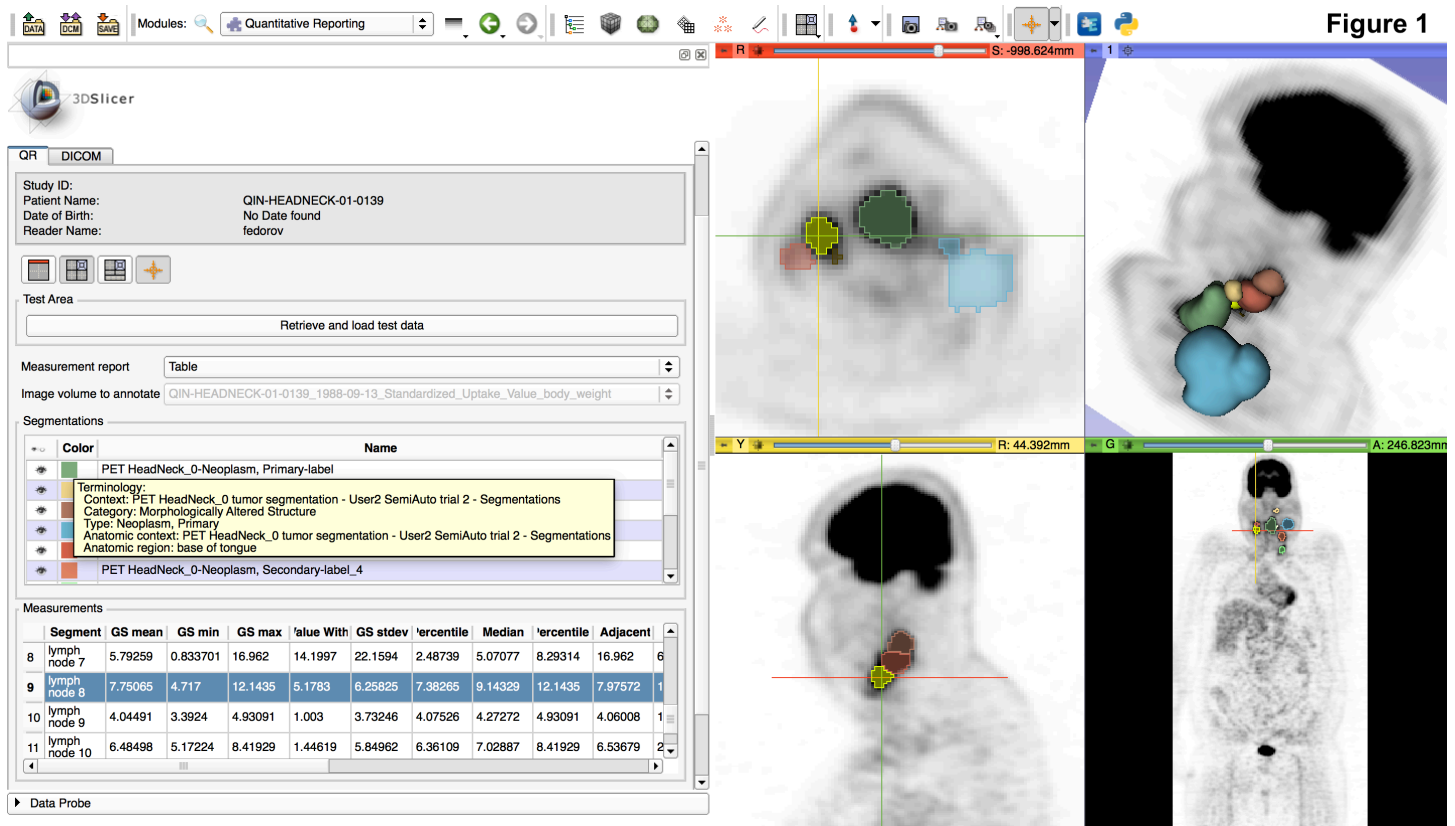 DATA DCM SAVE Modules: Quantitative Reporting
Figure 1
R S: -998.624mm
1
3DSlicer
QR DICOM
Study ID:
Patient Name: QIN-HEADNECK-01-0139
Date of Birth: No Date found
Reader Name: fedorov
Test Area
Retrieve and load test data
Measurement report Table
Image volume to annotate QIN-HEADNECK-01-0139_1988-09-13_Standardized_Uptake_Value_body_weight
Segmentations
Color Name
PET HeadNeck_0-Neoplasm, Primary-label
Terminology:
Context: PET HeadNeck_0 tumor segmentation - User2 SemiAuto trial 2 - Segmentations
Category: Morphologically Altered Structure
Type: Neoplasm, Primary
Anatomic context: PET HeadNeck_0 tumor segmentation - User2 SemiAuto trial 2 - Segmentations
Anatomic region: base of tongue
PET HeadNeck_0-Neoplasm, Secondary-label_4
Measurements
Segment GS mean GS min GS max Value With GS stdev Percentile Median Percentile Adjacent
8 lymph node 7 5.79259 0.833701 16.962 14.1997 22.1594 2.48739 5.07077 8.29314 16.962 6
9 lymph node 8 7.75065 4.717 12.1435 5.1783 6.25825 7.38265 9.14329 12.1435 7.97572 1
10 lymph node 9 4.04491 3.3924 4.93091 1.003 3.73246 4.07526 4.27272 4.93091 4.06008 1
11 lymph node 10 6.48498 5.17224 8.41929 1.44619 5.84962 6.36109 7.02887 8.41929 6.53679 2
Data Probe
Y R: 44.392mm
G A: 246.823mm